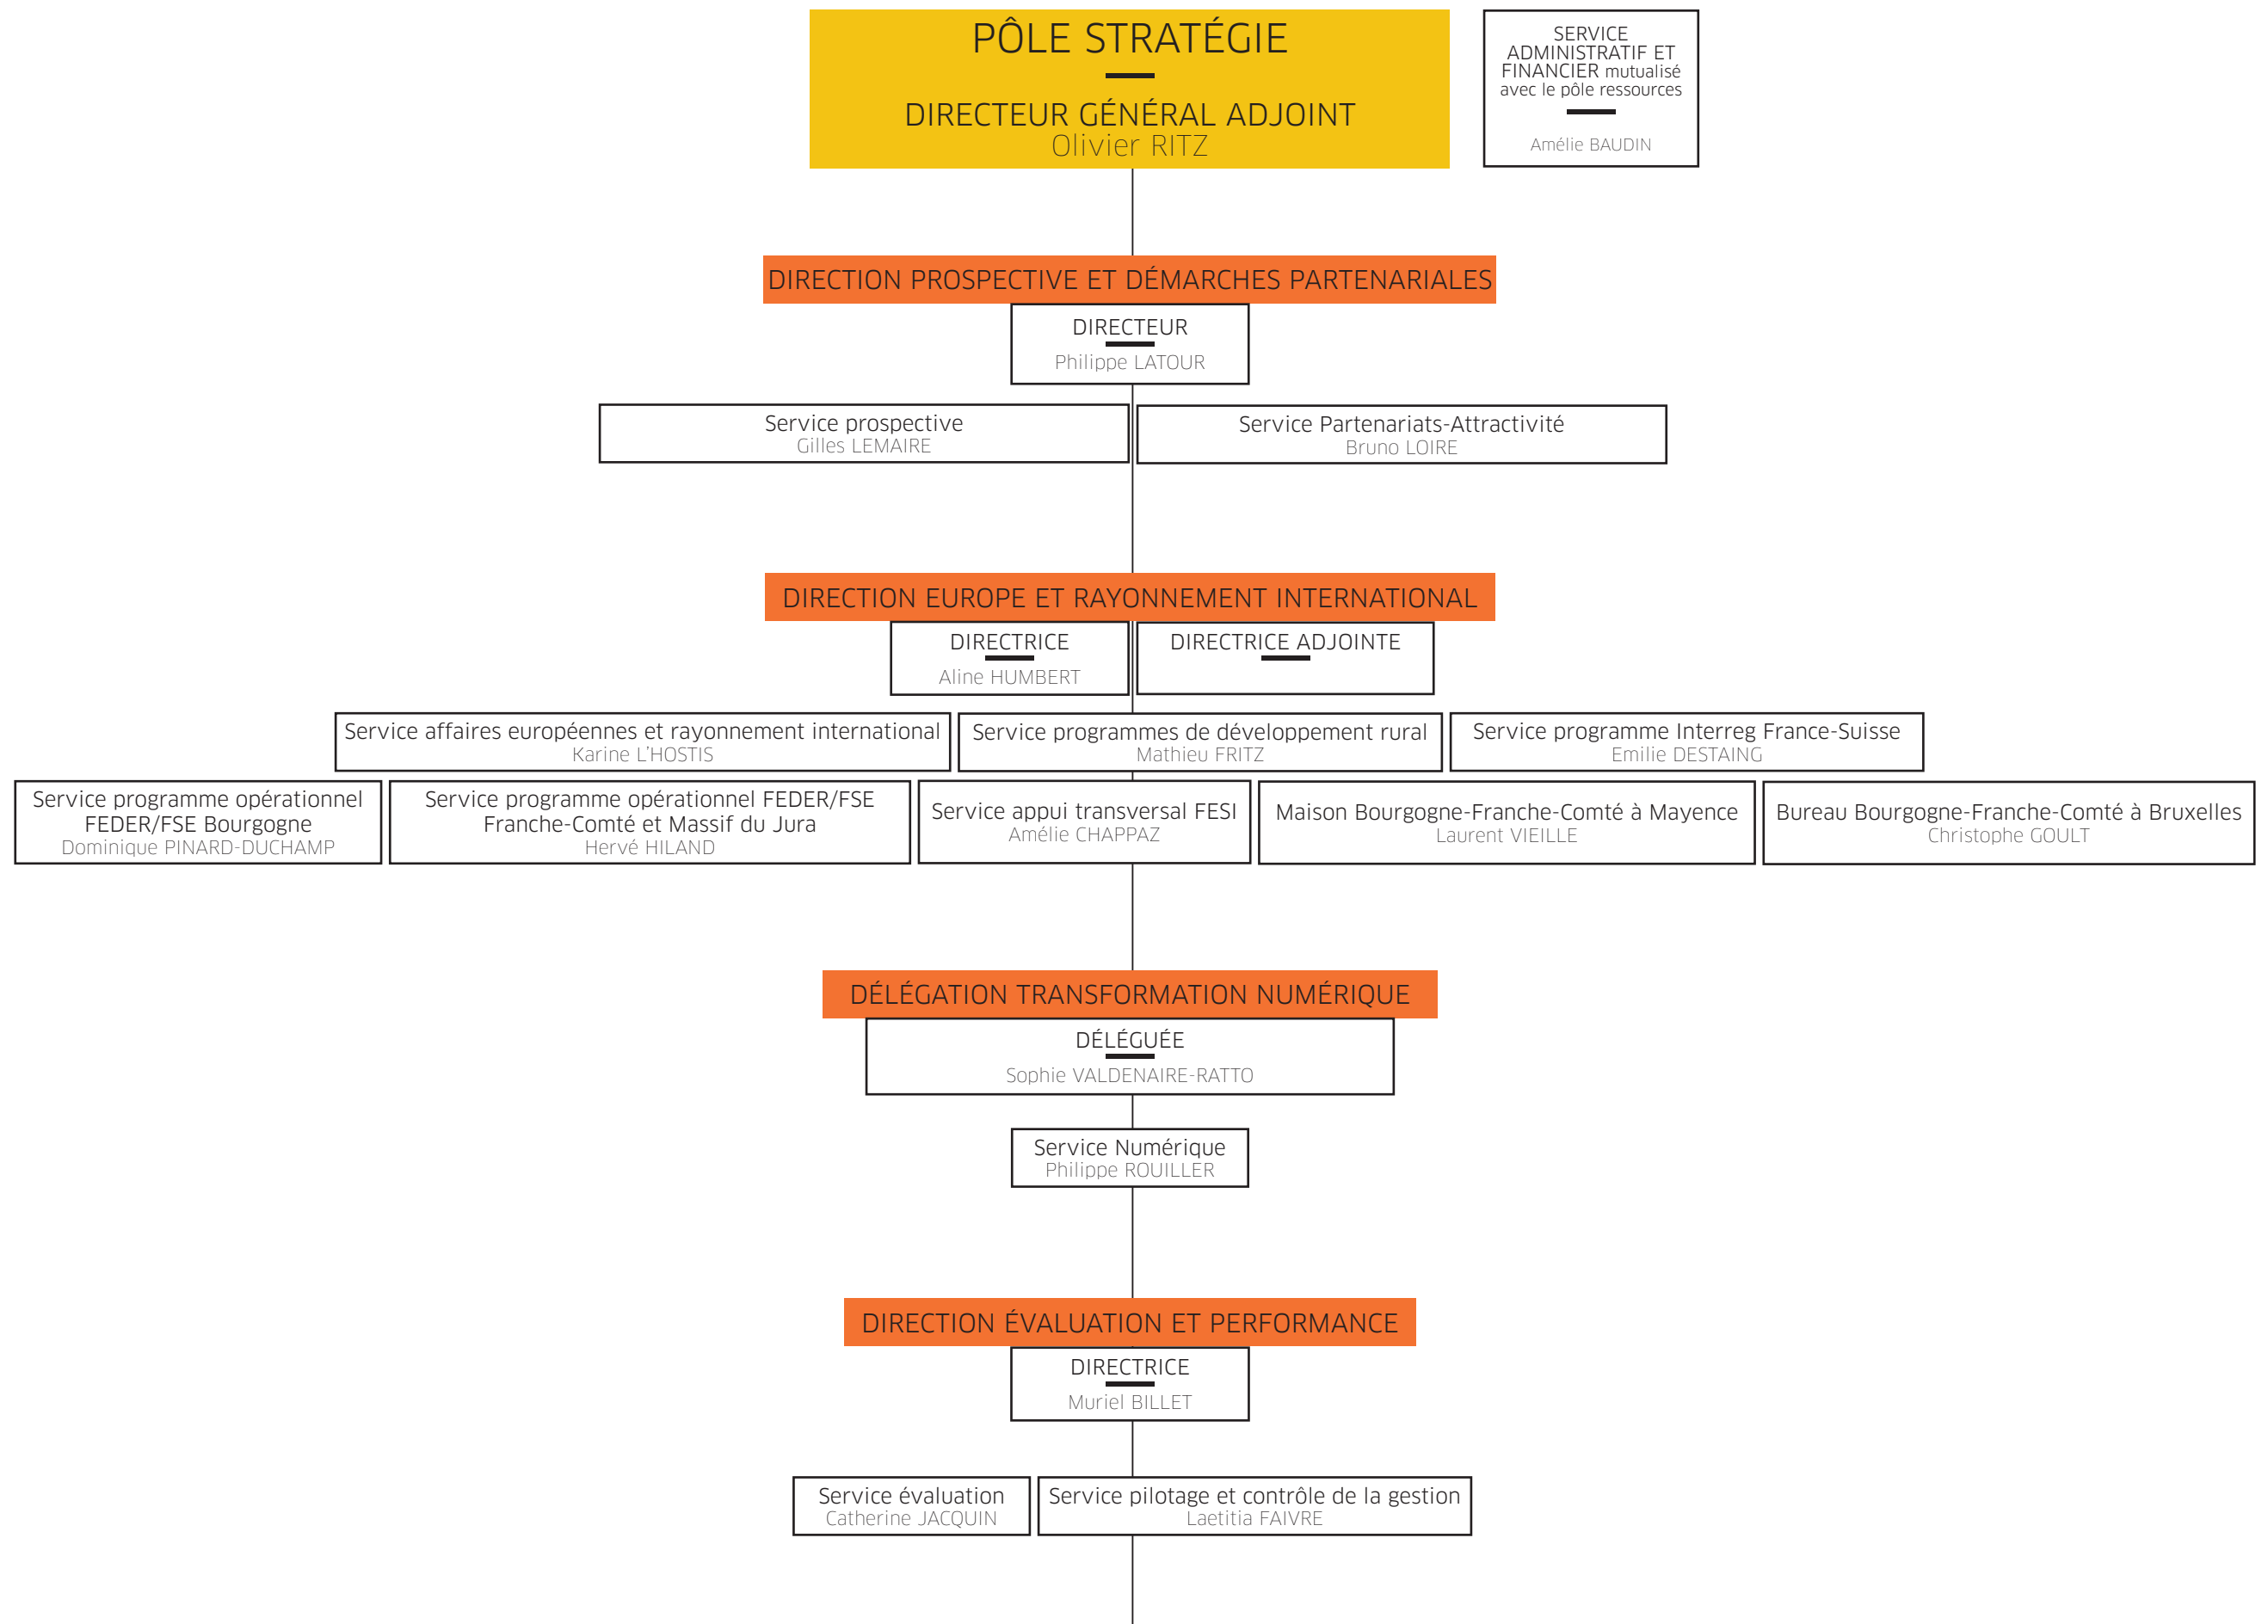 PÔLE STRATÉGIE
DIRECTEUR GÉNÉRAL ADJOINT
Olivier RITZ
SERVICE
ADMINISTRATIF ET
FINANCIER mutualisé
avec le pôle ressources
Amélie BAUDIN
DIRECTION PROSPECTIVE ET DÉMARCHES PARTENARIALES
DIRECTEUR
Philippe LATOUR
Service prospective
Gilles LEMAIRE
Service Partenariats-Attractivité
Bruno LOIRE
DIRECTION EUROPE ET RAYONNEMENT INTERNATIONAL
DIRECTRICE
Aline HUMBERT
DIRECTRICE ADJOINTE
Service affaires européennes et rayonnement international
Karine L'HOSTIS
Service programmes de développement rural
Mathieu FRITZ
Service programme Interreg France-Suisse
Emilie DESTAING
Service programme opérationnel
FEDER/FSE Bourgogne
Dominique PINARD-DUCHAMP
Service programme opérationnel FEDER/FSE
Franche-Comté et Massif du Jura
Hervé HILAND
Service appui transversal FESI
Amélie CHAPPAZ
Maison Bourgogne-Franche-Comté à Mayence
Laurent VIEILLE
Bureau Bourgogne-Franche-Comté à Bruxelles
Christophe GOULT
DÉLÉGATION TRANSFORMATION NUMÉRIQUE
DÉLÉGUÉE
Sophie VALDENAIRE-RATTO
Service Numérique
Philippe ROUILLER
DIRECTION ÉVALUATION ET PERFORMANCE
DIRECTRICE
Muriel BILLET
Service évaluation
Catherine JACQUIN
Service pilotage et contrôle de la gestion
Laetitia FAIVRE